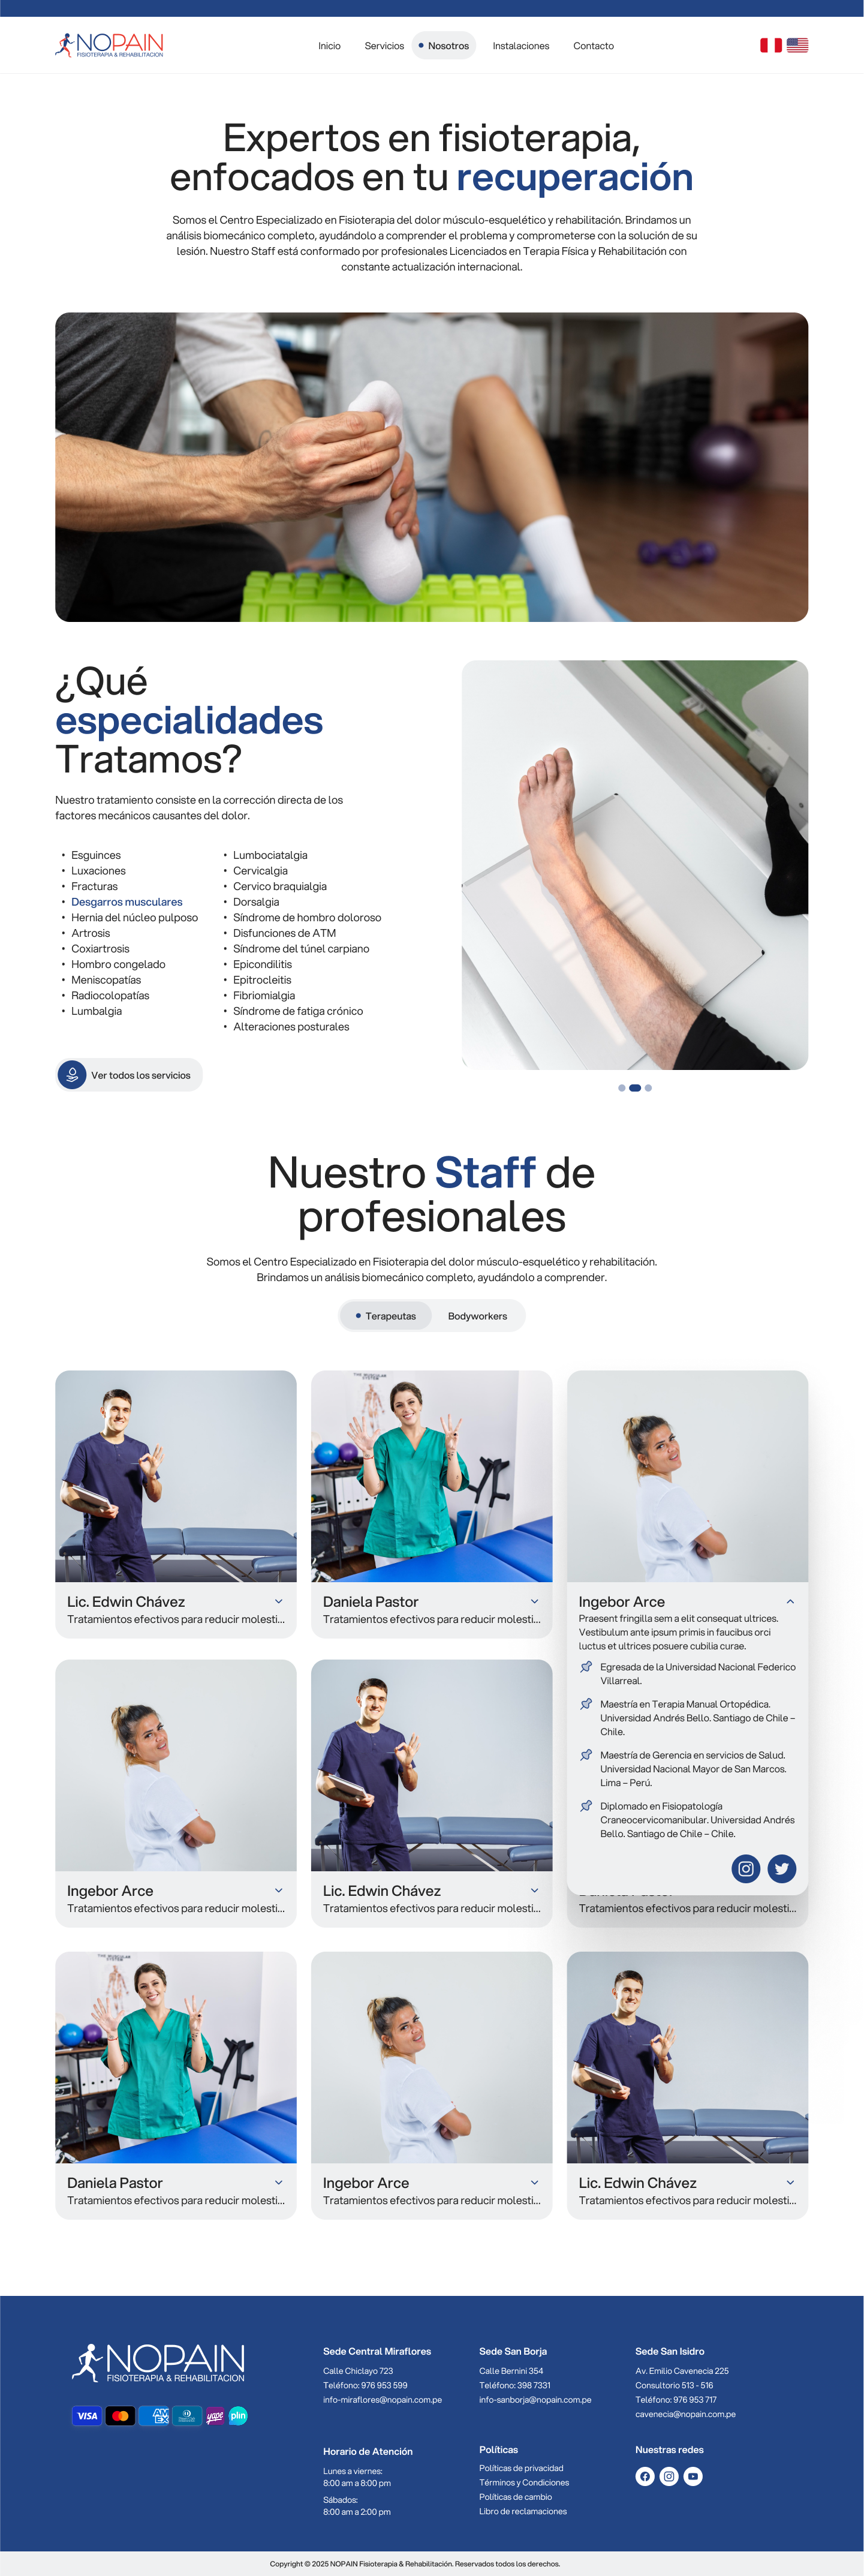 NOPAIN
FISIOTERAPIA & REHABILITACIÓN
Inicio
Servicios
Nosotros
Instalaciones
Contacto
Expertos en fisioterapia,
enfocados en tu recuperación
Somos el Centro Especializado en Fisioterapia del dolor músculo-esquelético y rehabilitación. Brindamos un
análisis biomecánico completo, ayudándolo a comprender el problema y comprometerse con la solución de su
lesión. Nuestro Staff está conformado por profesionales Licenciados en Terapia Física y Rehabilitación con
constante actualización internacional.
¿Qué
especialidades
Tratamos?
Nuestro tratamiento consiste en la corrección directa de los
factores mecánicos causantes del dolor.
• Esguinces
• Luxaciones
• Fracturas
• Desgarros musculares
• Hernia del núcleo pulposo
• Artrosis
• Coxiartrosis
• Hombro congelado
• Meniscopatías
• Radiocolopatías
• Lumbalgia
• Lumbociatalgia
• Cervicalgia
• Cervico braquialgia
• Dorsalgia
• Síndrome de hombro doloroso
• Disfunciones de ATM
• Síndrome del túnel carpiano
• Epicondilitis
• Epitrocleitis
• Fibriomialgia
• Síndrome de fatiga crónico
• Alteraciones posturales
Ver todos los servicios
Nuestro Staff de
profesionales
Somos el Centro Especializado en Fisioterapia del dolor músculo-esquelético y rehabilitación.
Brindamos un análisis biomecánico completo, ayudándolo a comprender.
Terapeutas
Bodyworkers
Lic. Edwin Chávez
Tratamientos efectivos para reducir molesti...
THE MUSCULAR
SYSTEM
Daniela Pastor
Tratamientos efectivos para reducir molesti...
Ingebor Arce
Praesent fringilla sem a elit consequat ultrices.
Vestibulum ante ipsum primis in faucibus orci
luctus et ultrices posuere cubilia curae.
Egresada de la Universidad Nacional Federico
Villarreal.
Maestría en Terapia Manual Ortopédica.
Universidad Andrés Bello. Santiago de Chile –
Chile.
Maestría de Gerencia en servicios de Salud.
Universidad Nacional Mayor de San Marcos.
Lima – Perú.
Diplomado en Fisiopatología
Craneocervicomanibular. Universidad Andrés
Bello. Santiago de Chile – Chile.
Ingebor Arce
Tratamientos efectivos para reducir molesti...
Lic. Edwin Chávez
Tratamientos efectivos para reducir molesti...
Tratamientos efectivos para reducir molesti...
THE MUSCULAR
SYSTEM
Daniela Pastor
Tratamientos efectivos para reducir molesti...
Ingebor Arce
Tratamientos efectivos para reducir molesti...
Lic. Edwin Chávez
Tratamientos efectivos para reducir molesti...
NOPAIN
FISIOTERAPIA & REHABILITACIÓN
VISA
AM
EX
yape
plin
Sede Central Miraflores
Calle Chiclayo 723
Teléfono: 976 953 599
info-miraflores@nopain.com.pe
Sede San Borja
Calle Bernini 354
Teléfono: 398 7331
info-sanborja@nopain.com.pe
Sede San Isidro
Av. Emilio Cavenecia 225
Consultorio 513 - 516
Teléfono: 976 953 717
cavenecia@nopain.com.pe
Horario de Atención
Lunes a viernes:
8:00 am a 8:00 pm
Sábados:
8:00 am a 2:00 pm
Políticas
Políticas de privacidad
Términos y Condiciones
Políticas de cambio
Libro de reclamaciones
Nuestras redes
Copyright © 2025 NOPAIN Fisioterapia & Rehabilitación. Reservados todos los derechos.